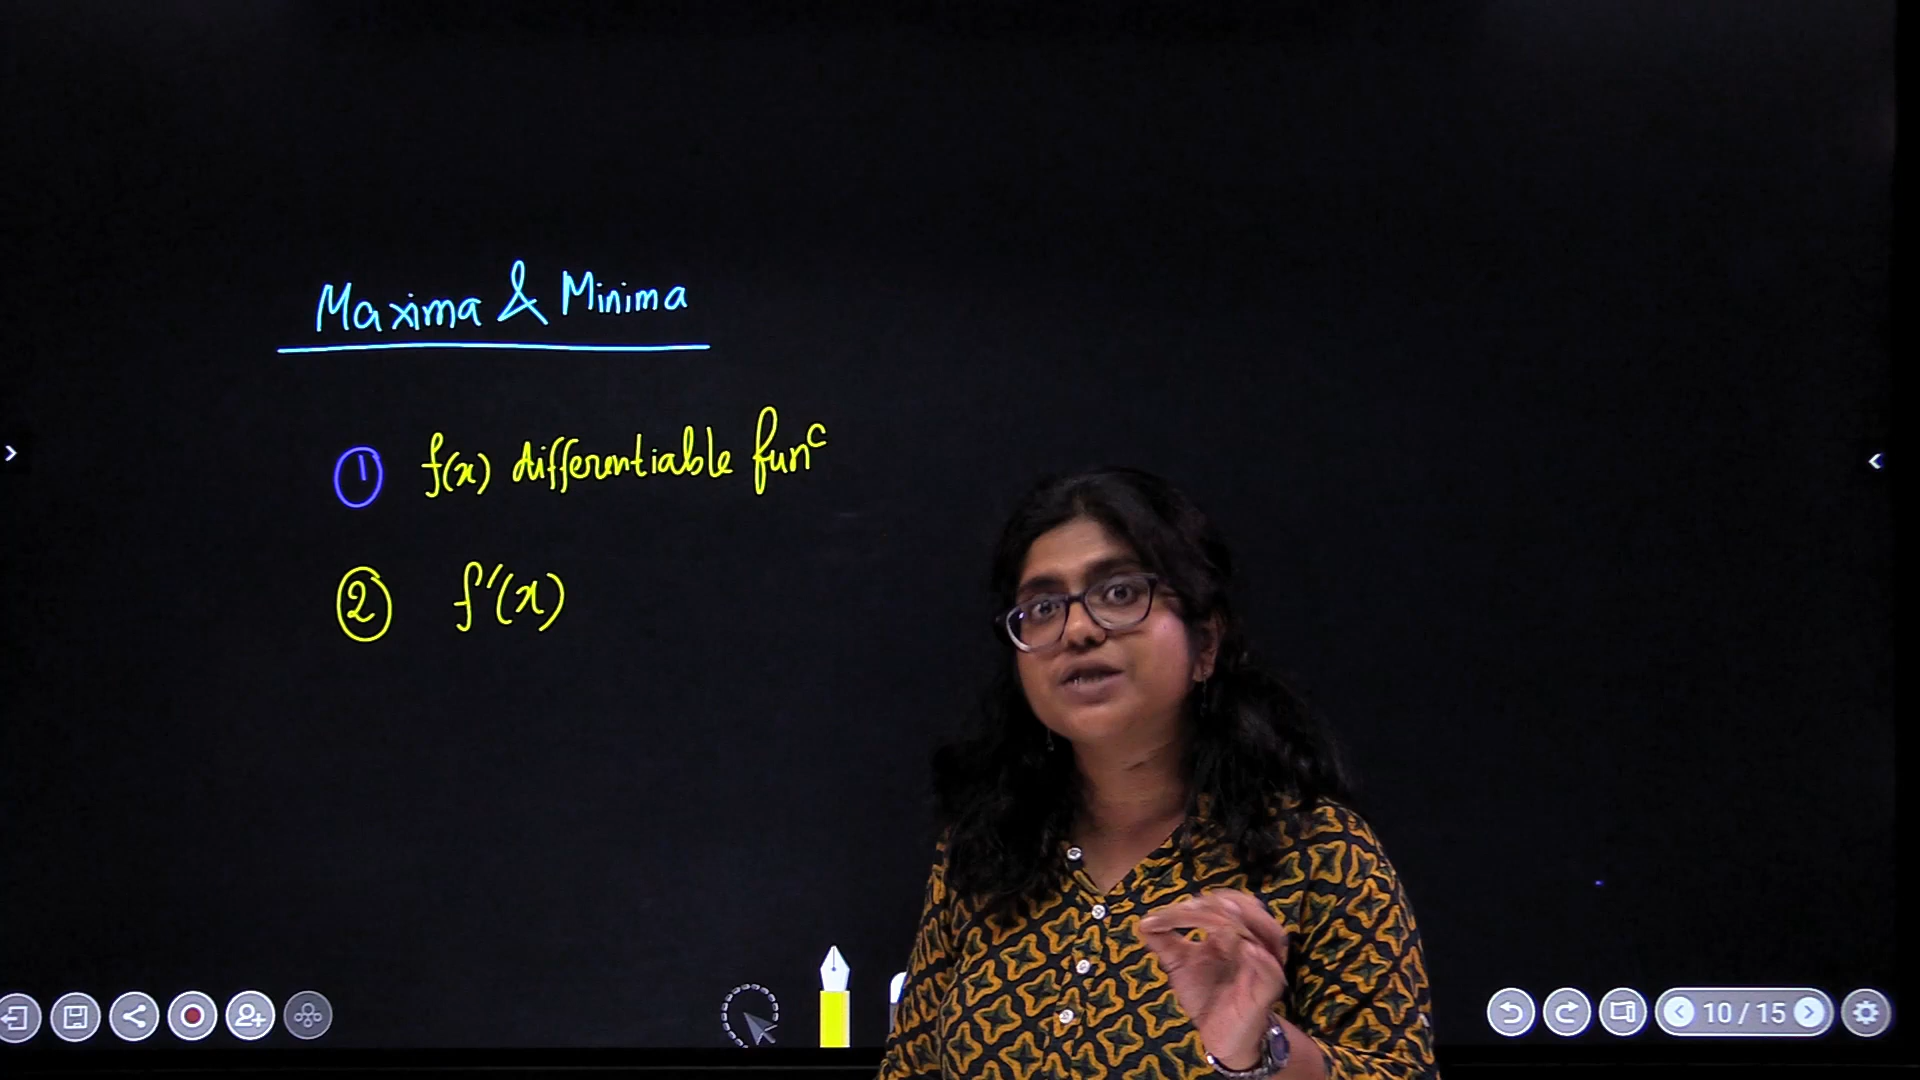 Maxima & Minima
① f(x) differentiable funᶜ
② f'(x)
10 / 15